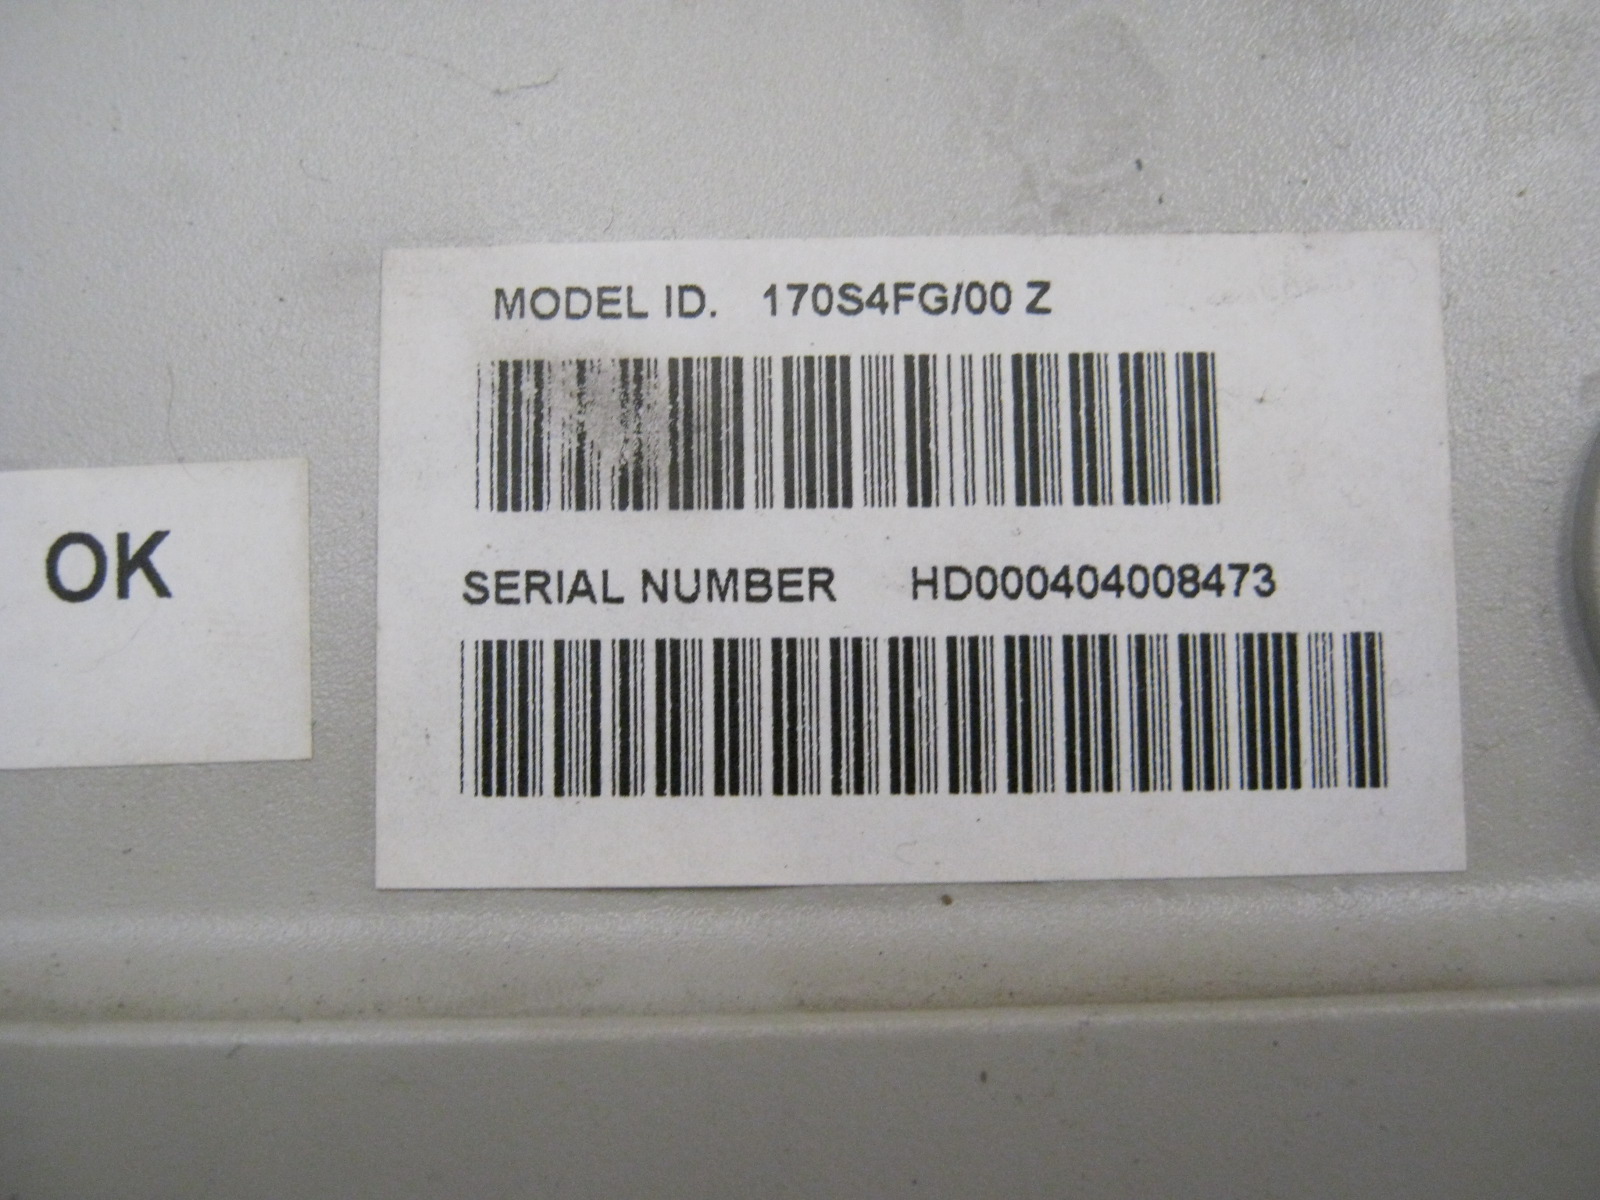 MODEL ID. 170S4FG/00 Z
OK
SERIAL NUMBER HD000404008473